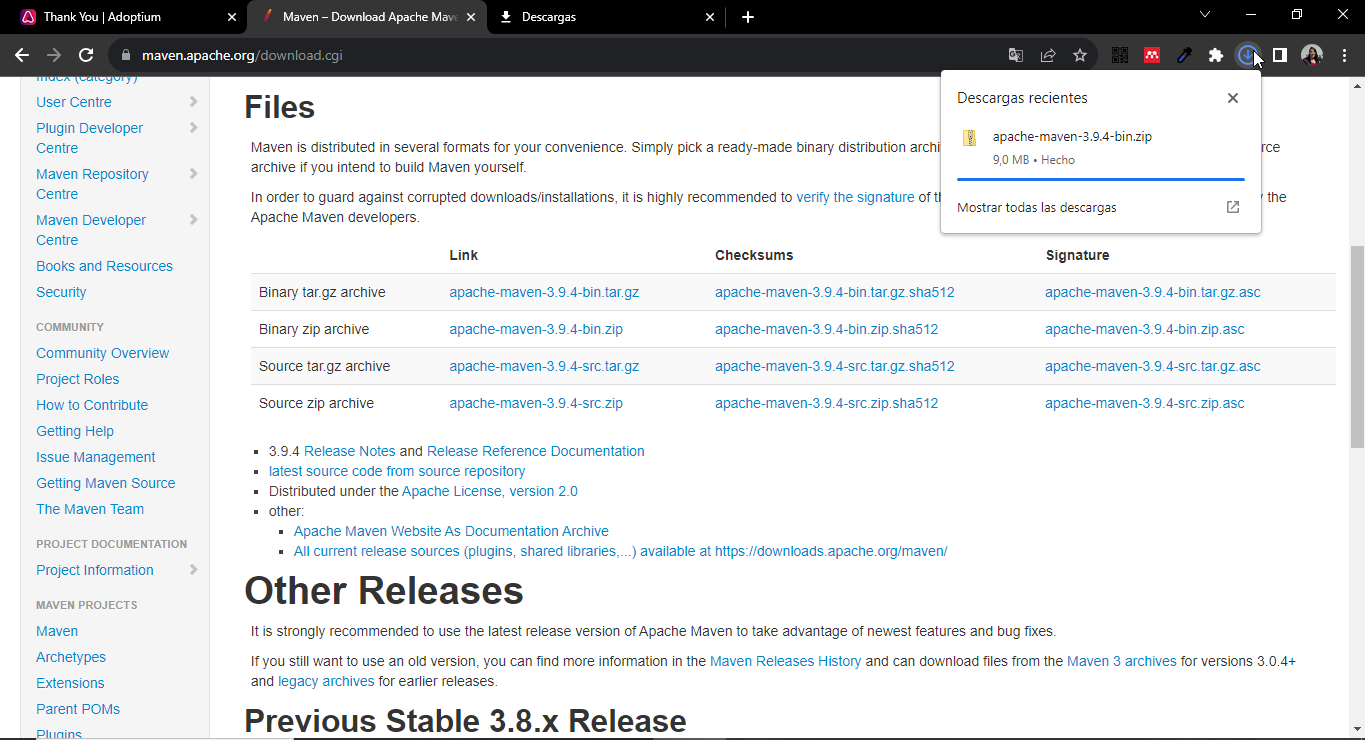 Thank You | Adoptium
Maven – Download Apache Mave
Descargas
maven.apache.org/download.cgi
Descargas recientes
apache-maven-3.9.4-bin.zip
9,0 MB • Hecho
Mostrar todas las descargas
Index (category)
User Centre
Plugin Developer
Centre
Maven Repository
Centre
Maven Developer
Centre
Books and Resources
Security
COMMUNITY
Community Overview
Project Roles
How to Contribute
Getting Help
Issue Management
Getting Maven Source
The Maven Team
PROJECT DOCUMENTATION
Project Information
MAVEN PROJECTS
Maven
Archetypes
Extensions
Parent POMs
Plugins
Files
Maven is distributed in several formats for your convenience. Simply pick a ready-made binary distribution archi rce
archive if you intend to build Maven yourself.
In order to guard against corrupted downloads/installations, it is highly recommended to verify the signature of th y the
Apache Maven developers.
Link Checksums Signature
Binary tar.gz archive apache-maven-3.9.4-bin.tar.gz apache-maven-3.9.4-bin.tar.gz.sha512 apache-maven-3.9.4-bin.tar.gz.asc
Binary zip archive apache-maven-3.9.4-bin.zip apache-maven-3.9.4-bin.zip.sha512 apache-maven-3.9.4-bin.zip.asc
Source tar.gz archive apache-maven-3.9.4-src.tar.gz apache-maven-3.9.4-src.tar.gz.sha512 apache-maven-3.9.4-src.tar.gz.asc
Source zip archive apache-maven-3.9.4-src.zip apache-maven-3.9.4-src.zip.sha512 apache-maven-3.9.4-src.zip.asc
▪ 3.9.4 Release Notes and Release Reference Documentation
▪ latest source code from source repository
▪ Distributed under the Apache License, version 2.0
▪ other:
▪ Apache Maven Website As Documentation Archive
▪ All current release sources (plugins, shared libraries,...) available at https://downloads.apache.org/maven/
Other Releases
It is strongly recommended to use the latest release version of Apache Maven to take advantage of newest features and bug fixes.
If you still want to use an old version, you can find more information in the Maven Releases History and can download files from the Maven 3 archives for versions 3.0.4+
and legacy archives for earlier releases.
Previous Stable 3.8.x Release